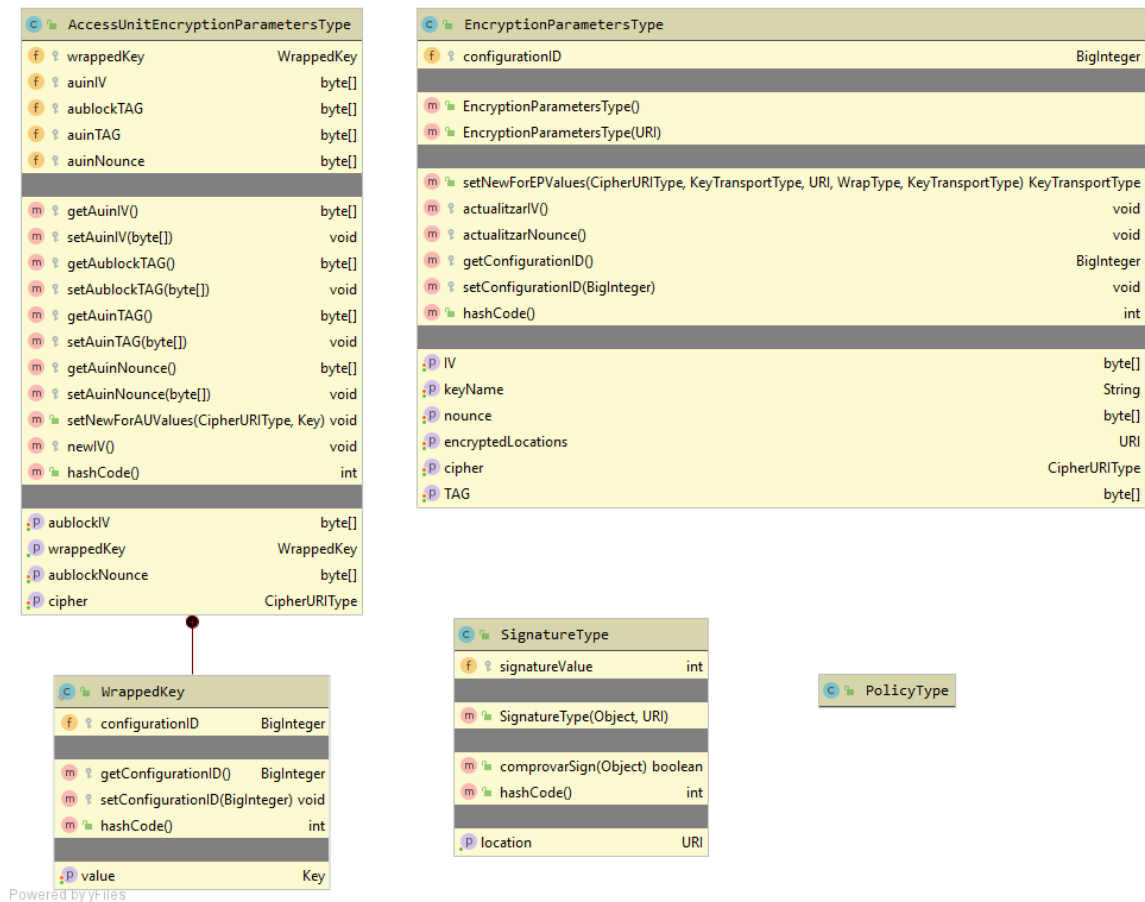 AccessUnitEncryptionParametersType
wrappedKey WrappedKey
auinIV byte[]
aublockTAG byte[]
auinTAG byte[]
auinNounce byte[]
getAuinIV() byte[]
setAuinIV(byte[]) void
getAublockTAG() byte[]
setAublockTAG(byte[]) void
getAuinTAG() byte[]
setAuinTAG(byte[]) void
getAuinNounce() byte[]
setAuinNounce(byte[]) void
setNewForAUValues(CipherURIType, Key) void
newIV() void
hashCode() int
aublockIV byte[]
wrappedKey WrappedKey
aublockNounce byte[]
cipher CipherURIType
EncryptionParametersType
configurationID BigInteger
EncryptionParametersType()
EncryptionParametersType(URI)
setNewForEPValues(CipherURIType, KeyTransportType, URI, WrapType, KeyTransportType) KeyTransportType
actualitzarIV() void
actualitzarNounce() void
getConfigurationID() BigInteger
setConfigurationID(BigInteger) void
hashCode() int
IV byte[]
keyName String
nounce byte[]
encryptedLocations URI
cipher CipherURIType
TAG byte[]
WrappedKey
configurationID BigInteger
getConfigurationID() BigInteger
setConfigurationID(BigInteger) void
hashCode() int
value Key
SignatureType
signatureValue int
SignatureType(Object, URI)
comprovarSign(Object) boolean
hashCode() int
location URI
PolicyType
Powered by yFiles